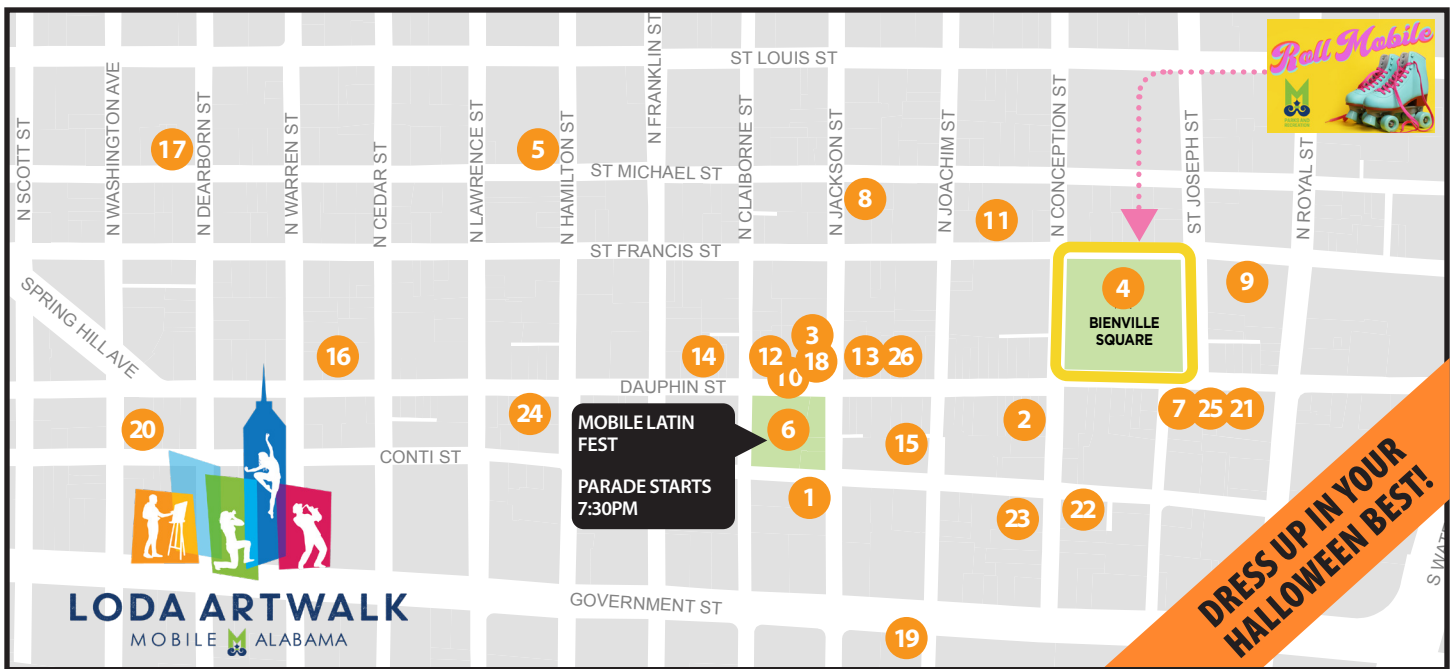 ST LOUIS ST
Roll Mobile
PARKS AND
RECREATION
N SCOTT ST
N WASHINGTON AVE
N DEARBORN ST
N WARREN ST
N CEDAR ST
N LAWRENCE ST
N HAMILTON ST
N FRANKLIN ST
N CLAIBORNE ST
N JACKSON ST
N JOACHIM ST
N CONCEPTION ST
ST JOSEPH ST
N ROYAL ST
17
5
ST MICHAEL ST
8
11
ST FRANCIS ST
SPRING HILL AVE
4
BIENVILLE
SQUARE
9
16
14
12
3
18
10
13
26
DAUPHIN ST
20
24
MOBILE LATIN
FEST
PARADE STARTS
7:30PM
6
15
2
7
25
21
CONTI ST
1
23
22
GOVERNMENT ST
19
LODA ARTWALK
MOBILE M ALABAMA
DRESS UP IN YOUR
HALLOWEEN BEST!